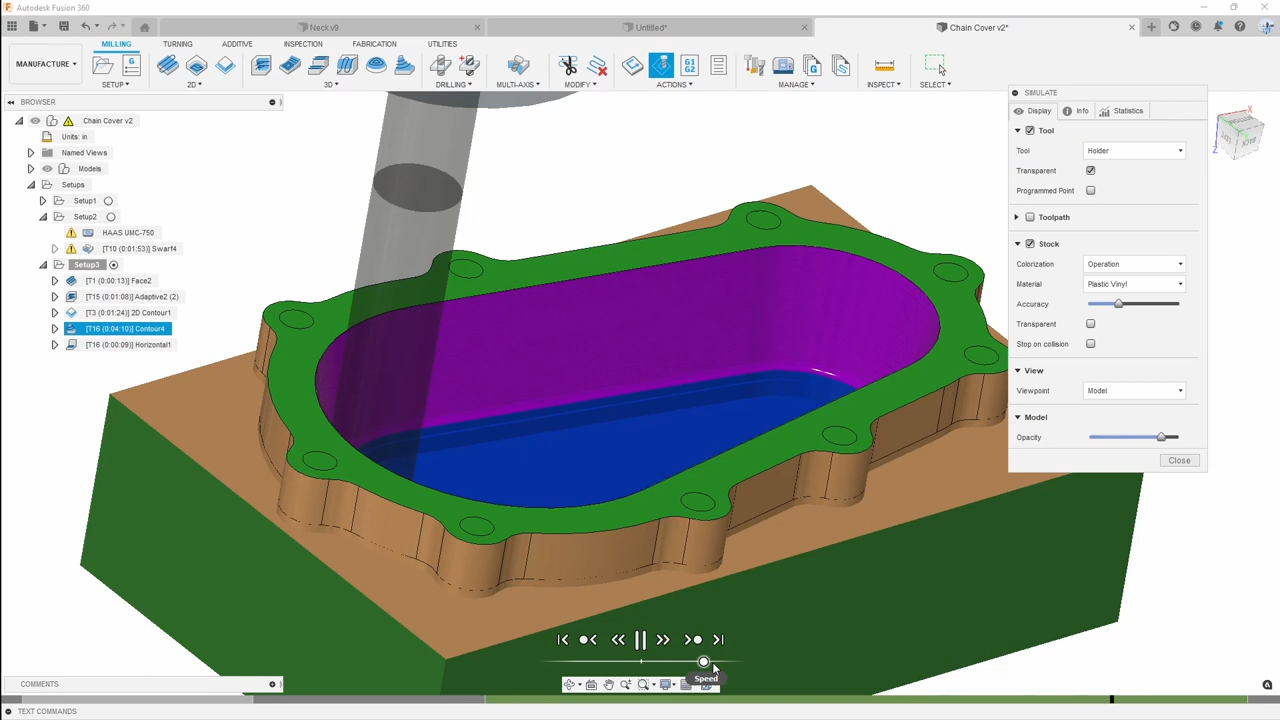 Autodesk Fusion 360
Neck v9
Untitled*
Chain Cover v2*
MILLING
TURNING
ADDITIVE
INSPECTION
FABRICATION
UTILITIES
MANUFACTURE
SETUP
2D
3D
DRILLING
MULTI-AXIS
MODIFY
G1
G2
ACTIONS
MANAGE
INSPECT
SELECT
BROWSER
Chain Cover v2
Units: in
Named Views
Models
Setups
Setup1
Setup2
HAAS UMC-750
[T10 (0:01:53)] Swarf4
Setup3
[T1 (0:00:13)] Face2
[T15 (0:01:08)] Adaptive2 (2)
[T3 (0:01:24)] 2D Contour1
[T16 (0:04:10)] Contour4
[T16 (0:00:09)] Horizontal1
SIMULATE
Display
Info
Statistics
Tool
Tool
Holder
Transparent
Programmed Point
Toolpath
Stock
Colorization
Operation
Material
Plastic Vinyl
Accuracy
Transparent
Stop on collision
View
Viewpoint
Model
Model
Opacity
Close
X
Z
Speed
COMMENTS
TEXT COMMANDS